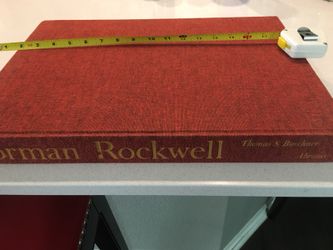 orman Rockwell
Thomas S. Buechner
Abrams